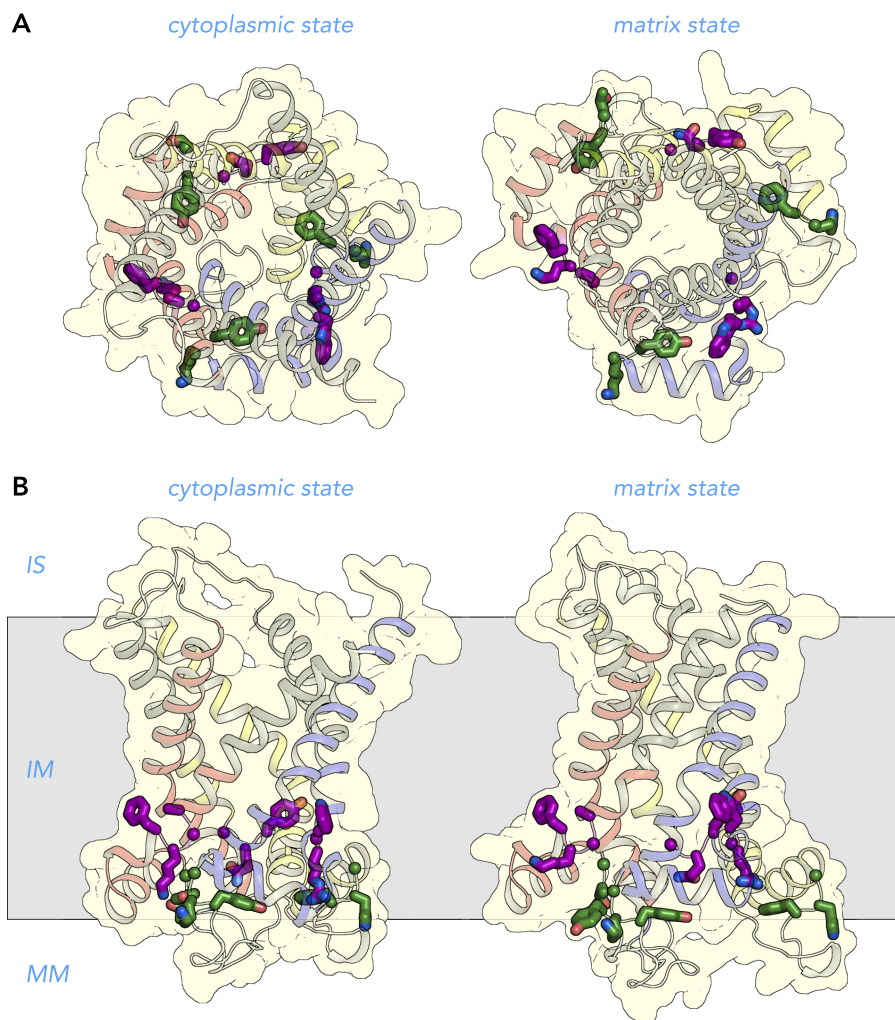 A
cytoplasmic state
matrix state
B
cytoplasmic state
matrix state
IS
IM
MM